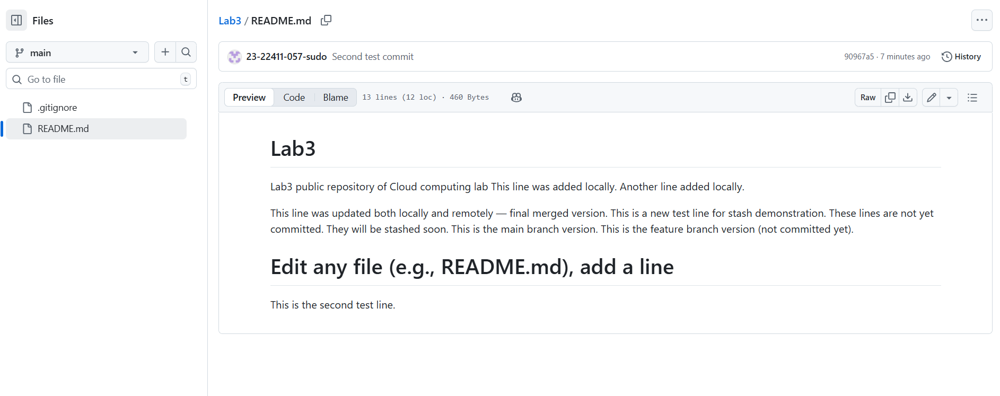 Files
main
Go to file
t
.gitignore
README.md
Lab3 / README.md
23-22411-057-sudo Second test commit
90967a5 · 7 minutes ago
History
Preview
Code
Blame
13 lines (12 loc) · 460 Bytes
Raw
Lab3
Lab3 public repository of Cloud computing lab This line was added locally. Another line added locally.
This line was updated both locally and remotely — final merged version. This is a new test line for stash demonstration. These lines are not yet
committed. They will be stashed soon. This is the main branch version. This is the feature branch version (not committed yet).
Edit any file (e.g., README.md), add a line
This is the second test line.